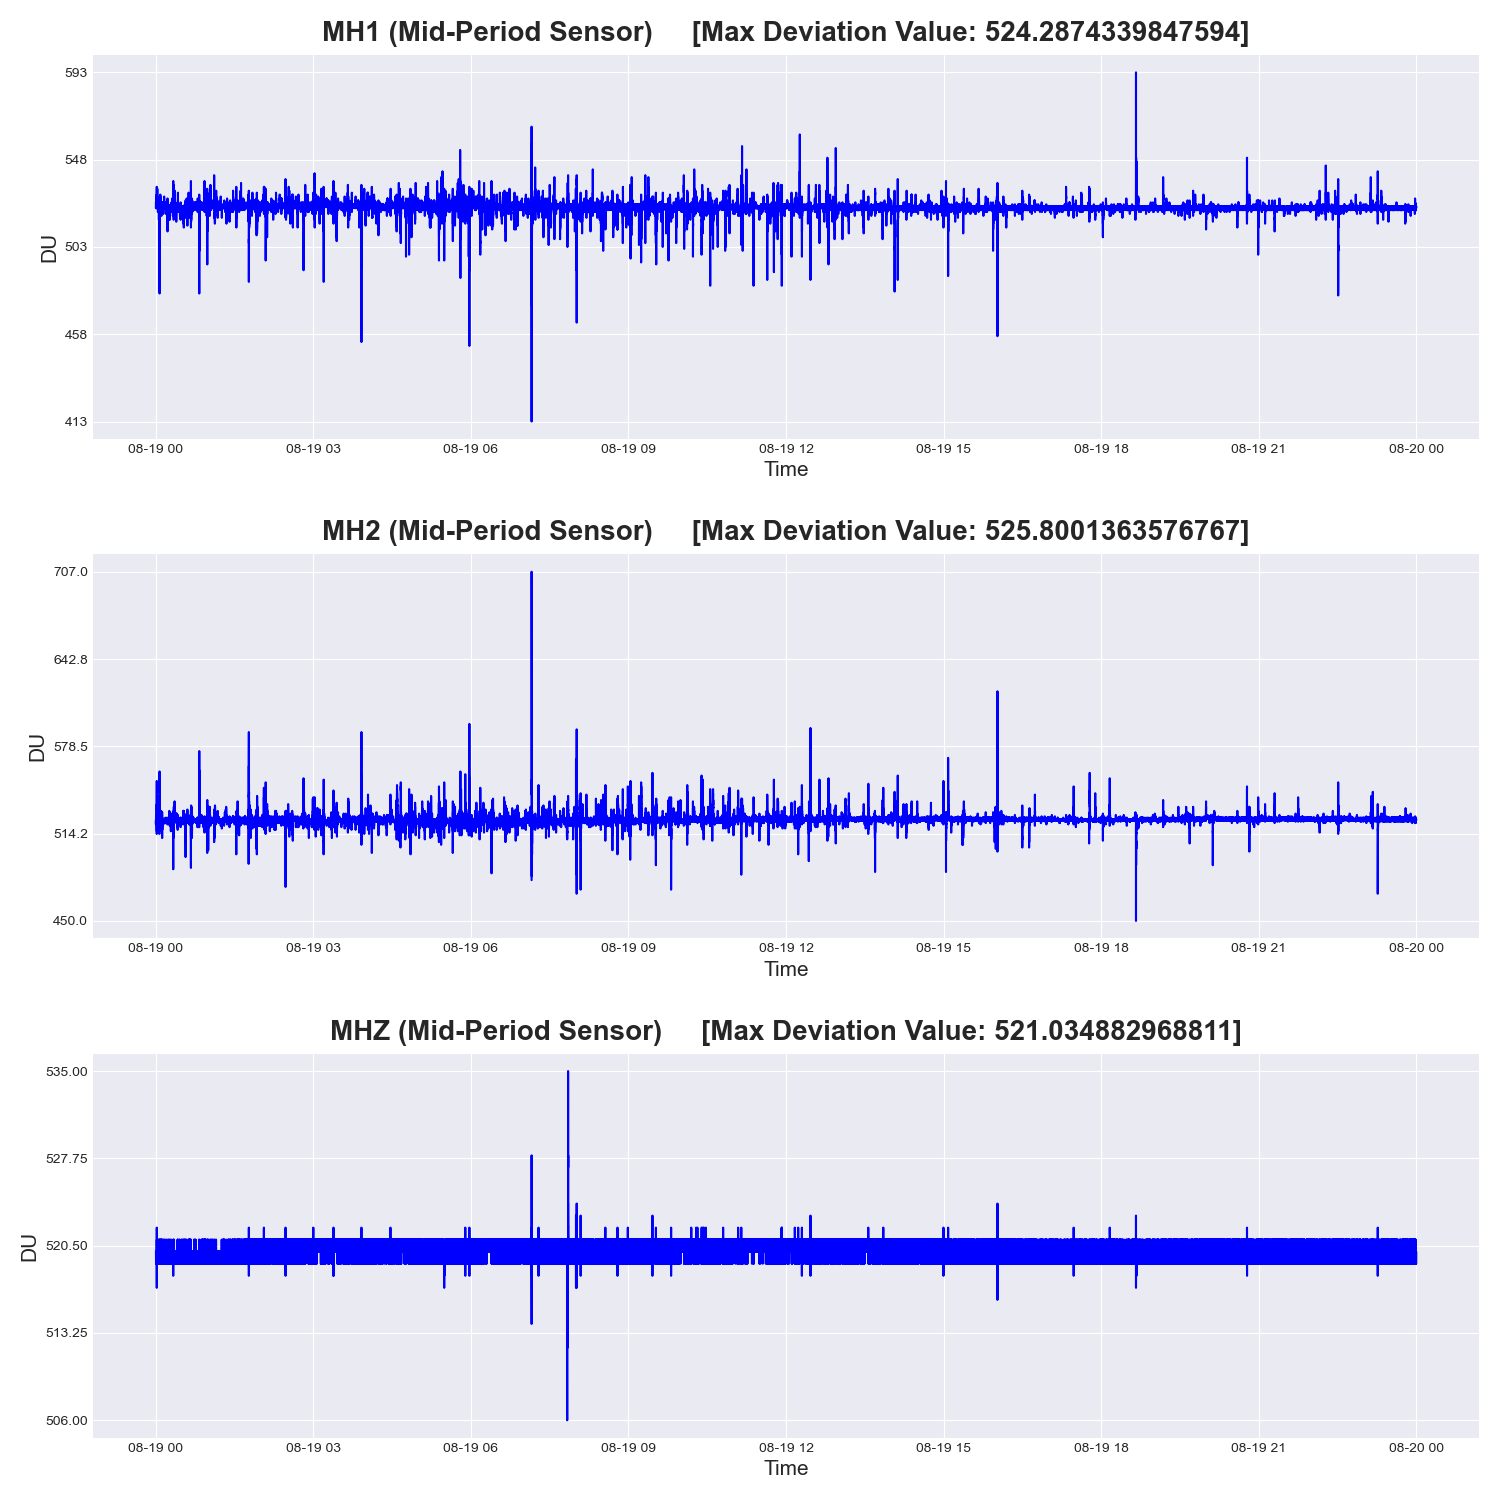 MH1 (Mid-Period Sensor) [Max Deviation Value: 524.2874339847594]
593
548
503
458
413
DU
08-19 00 08-19 03 08-19 06 08-19 09 08-19 12 08-19 15 08-19 18 08-19 21 08-20 00
Time
MH2 (Mid-Period Sensor) [Max Deviation Value: 525.8001363576767]
707.0
642.8
578.5
514.2
450.0
DU
08-19 00 08-19 03 08-19 06 08-19 09 08-19 12 08-19 15 08-19 18 08-19 21 08-20 00
Time
MHZ (Mid-Period Sensor) [Max Deviation Value: 521.034882968811]
535.00
527.75
520.50
513.25
506.00
DU
08-19 00 08-19 03 08-19 06 08-19 09 08-19 12 08-19 15 08-19 18 08-19 21 08-20 00
Time